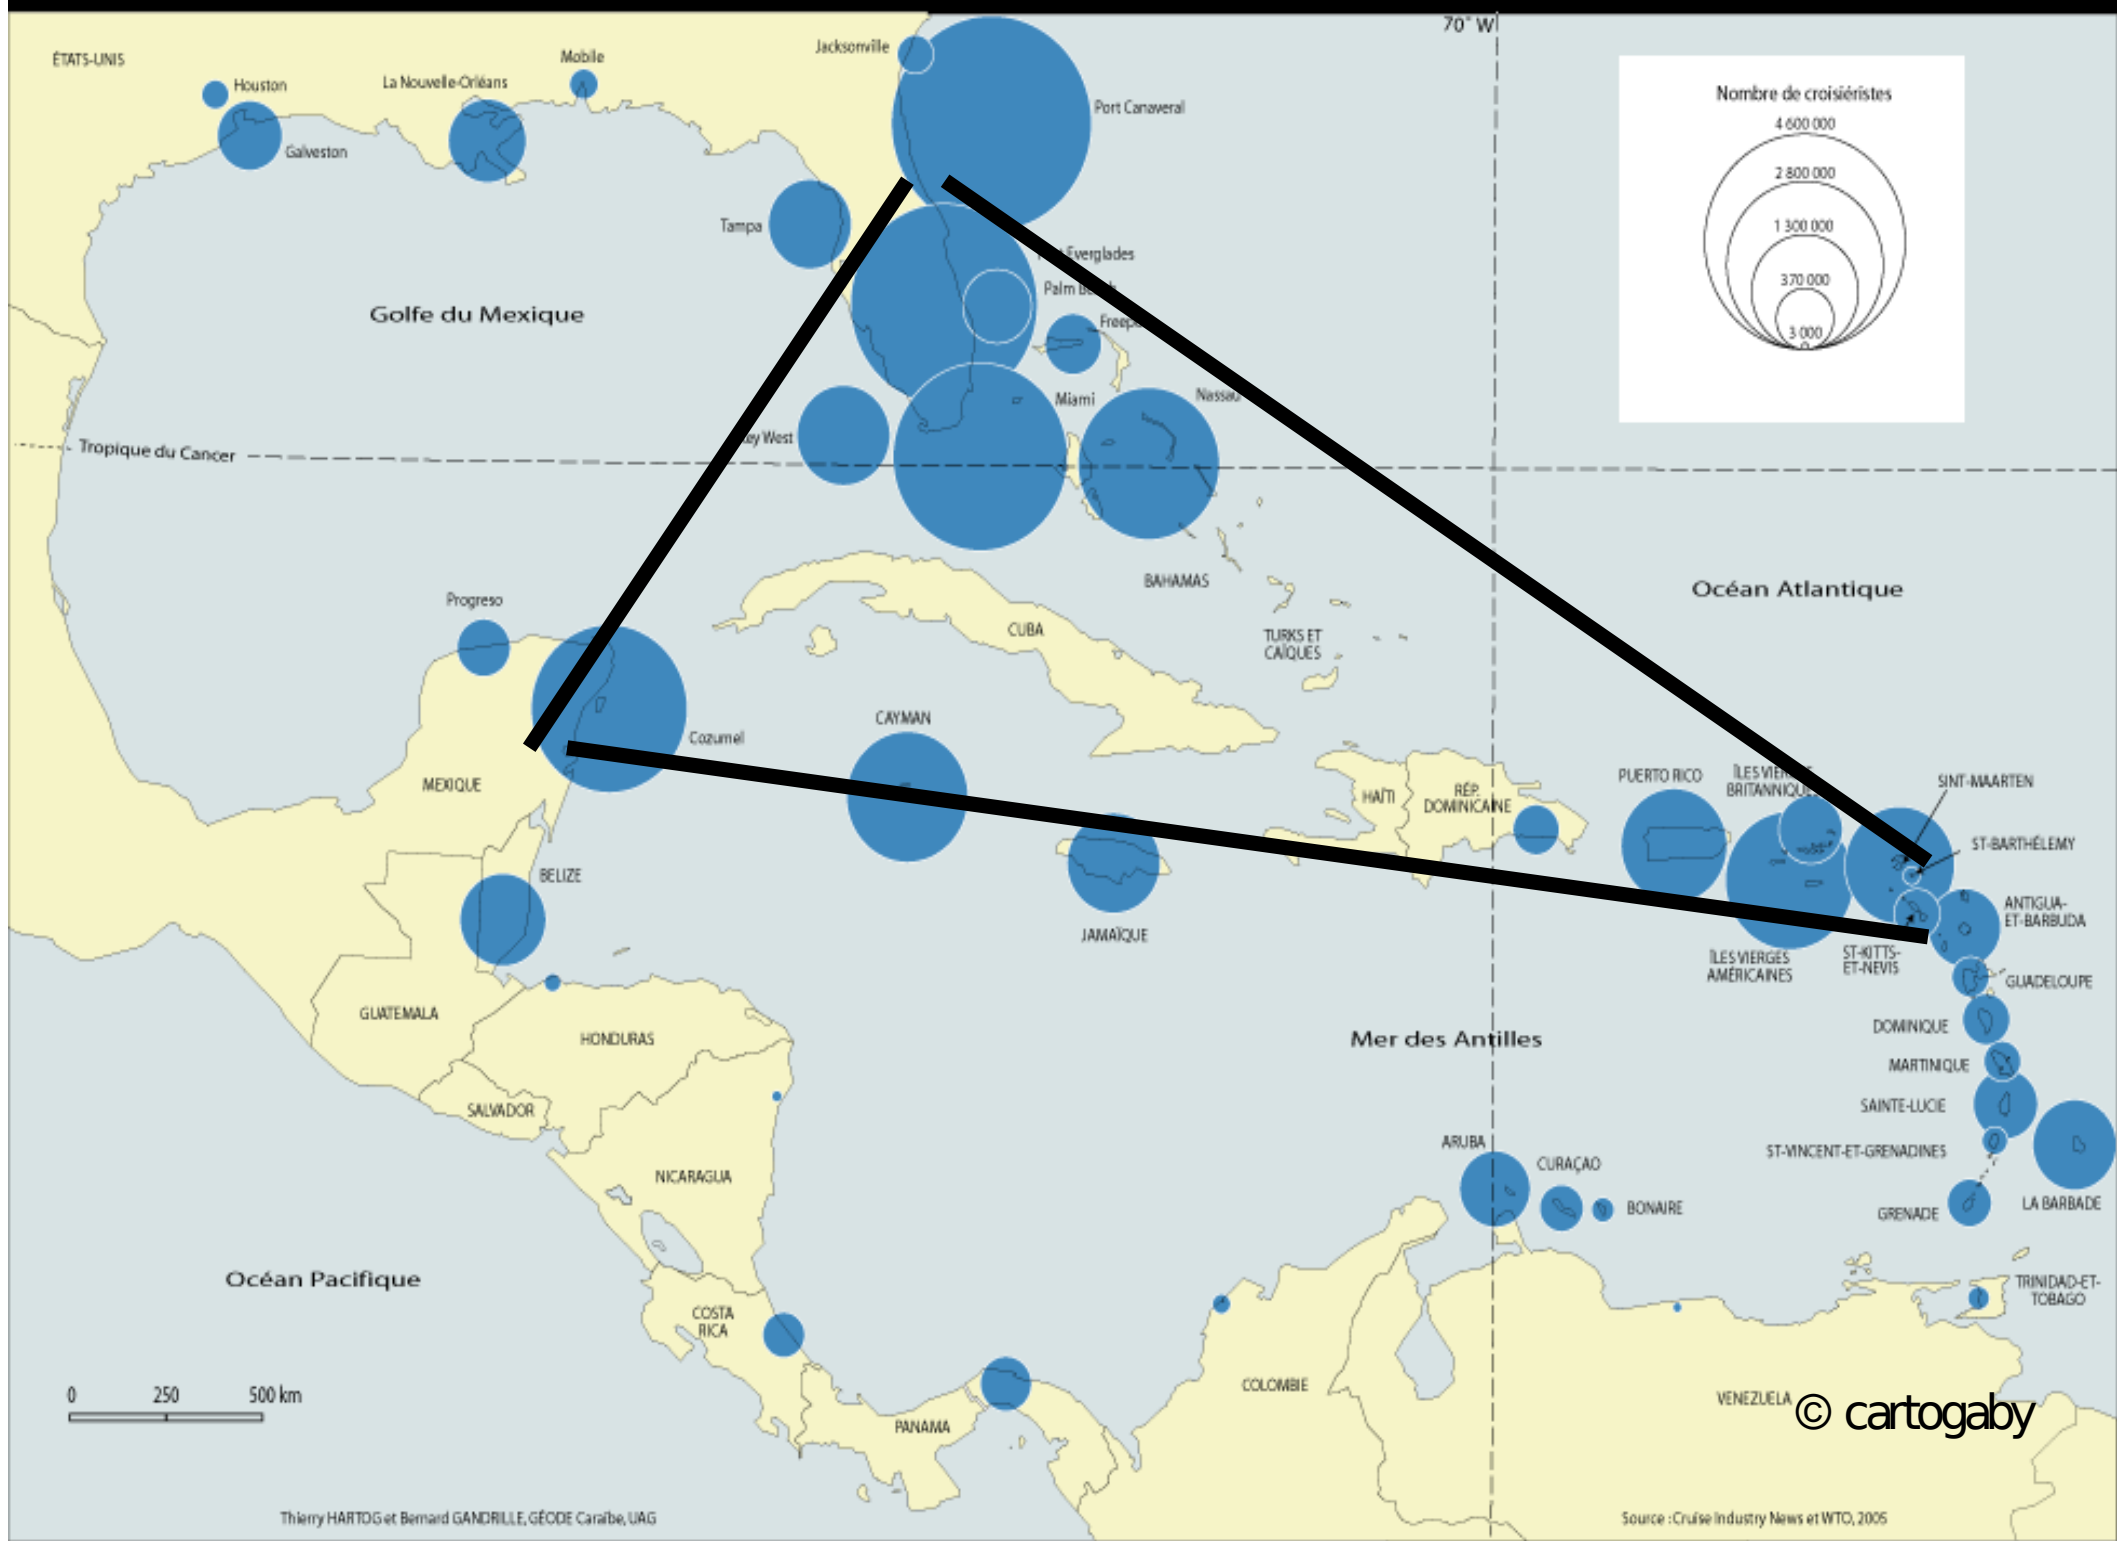 70° W
ÉTATS-UNIS
Houston
Galveston
La Nouvelle-Orléans
Mobile
Jacksonville
Port Canaveral
Nombre de croisiéristes
4 600 000
2 800 000
1 300 000
370 000
3 000
Tampa
Everglades
Palm
Golfe du Mexique
Miami
Nassau
West
Tropique du Cancer
BAHAMAS
Océan Atlantique
Progreso
CUBA
TURKS ET
CAÏQUES
CAYMAN
Cozumel
MEXIQUE
HAÏTI
RÉP.
DOMINICAINE
PUERTO RICO
ÎLES
BRITANNIQUES
SINT-MAARTEN
ST-BARTHÉLEMY
BELIZE
JAMAÏQUE
ANTIGUA-
ET-BARBUDA
ÎLES VIERGES
AMÉRICAINES
ST-KITTS-
ET-NEVIS
GUADELOUPE
GUATEMALA
HONDURAS
Mer des Antilles
DOMINIQUE
MARTINIQUE
SALVADOR
SAINTE-LUCIE
NICARAGUA
ARUBA
CURAÇAO
BONAIRE
ST-VINCENT-ET-GRENADINES
LA BARBADE
GRENADE
Océan Pacifique
COSTA
RICA
TRINIDAD-ET-
TOBAGO
0 250 500 km
PANAMA
COLOMBIE
VENEZUELA
© cartogaby
Thierry HARTOG et Bernard GANDRILLE, GÉODE Caraïbe, UAG
Source : Cruise Industry News et WTO, 2005